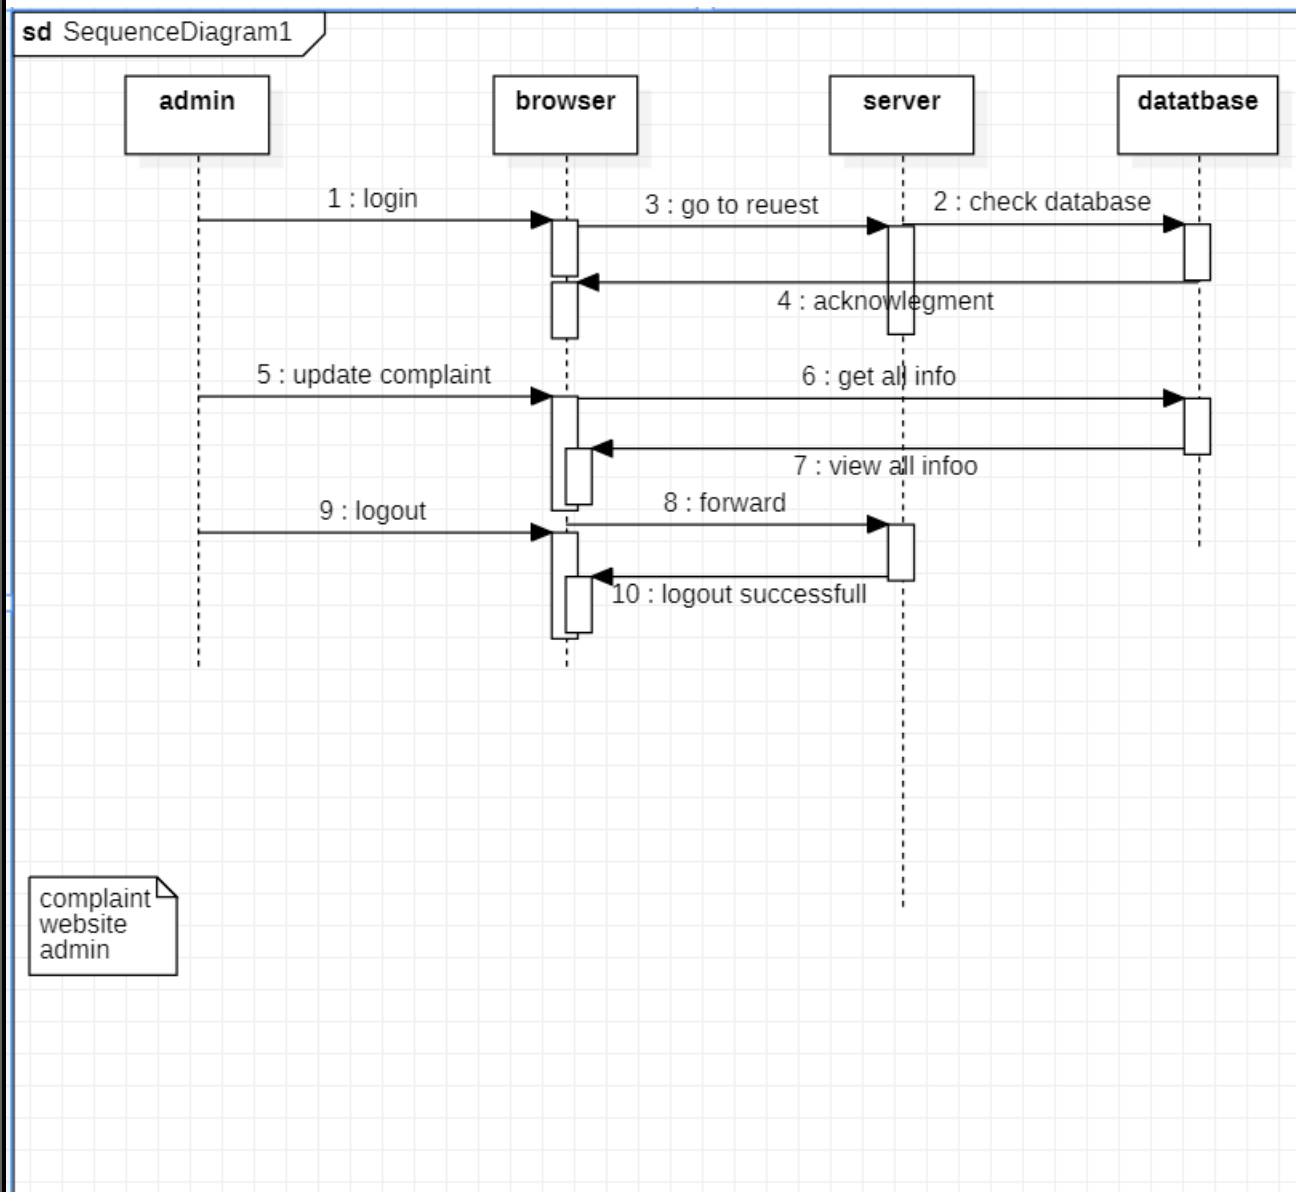 sd SequenceDiagram1
admin
browser
server
datatbase
1 : login
3 : go to reuest
2 : check database
4 : acknowlegment
5 : update complaint
6 : get all info
7 : view all infoo
8 : forward
9 : logout
10 : logout successfull
complaint
website
admin